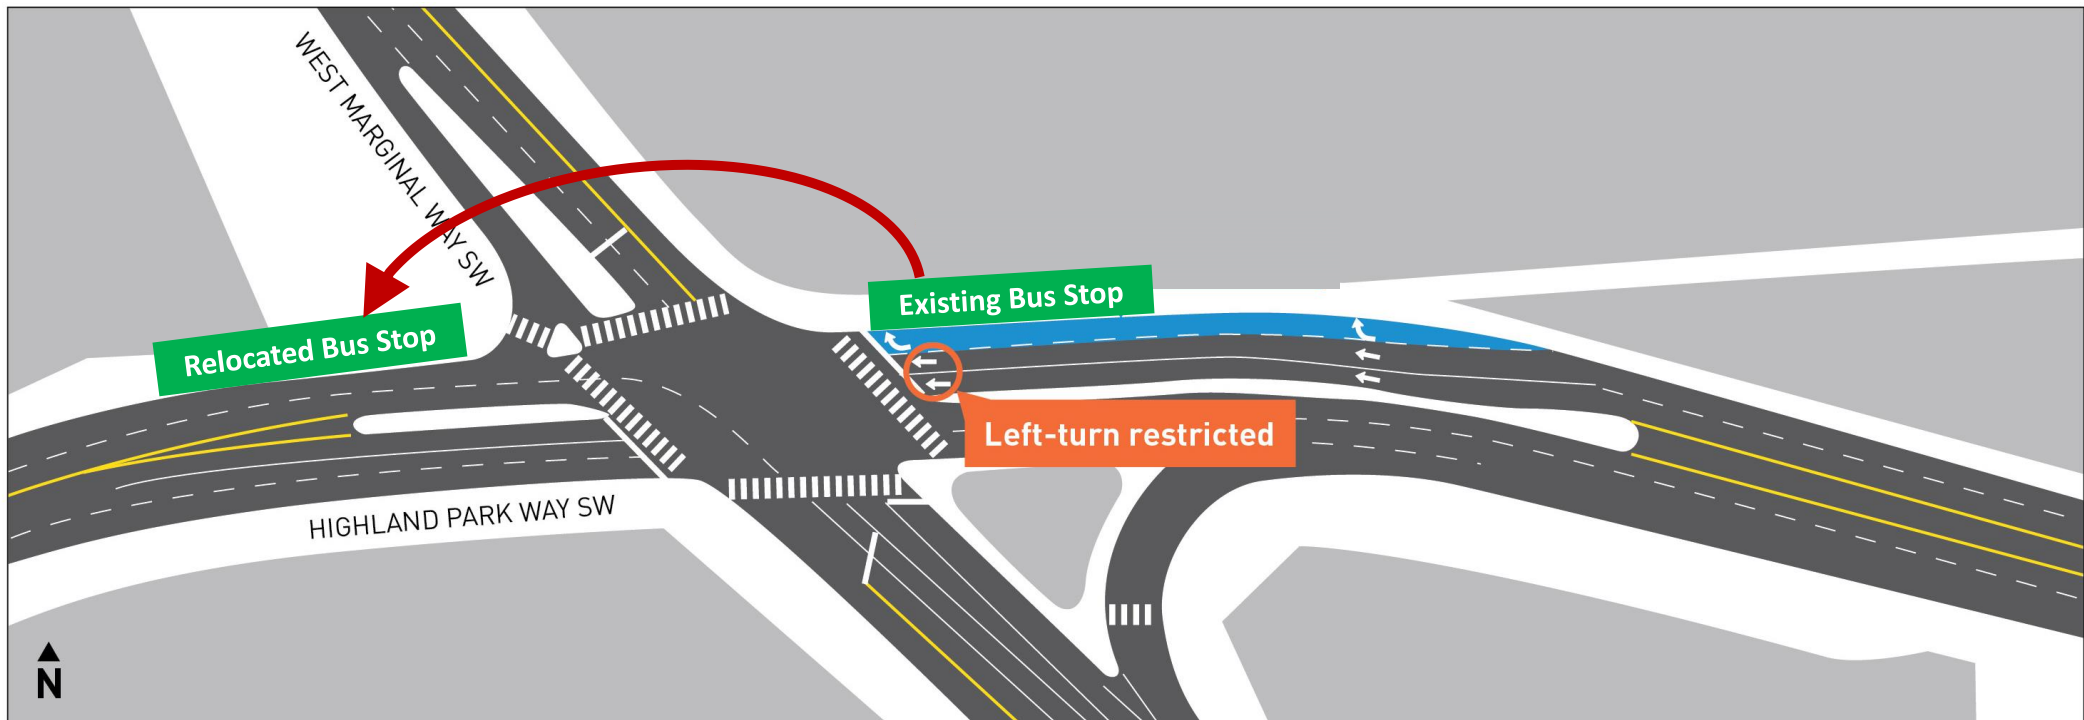 WEST MARGINAL WAY SW
Existing Bus Stop
Relocated Bus Stop
Left-turn restricted
HIGHLAND PARK WAY SW
N